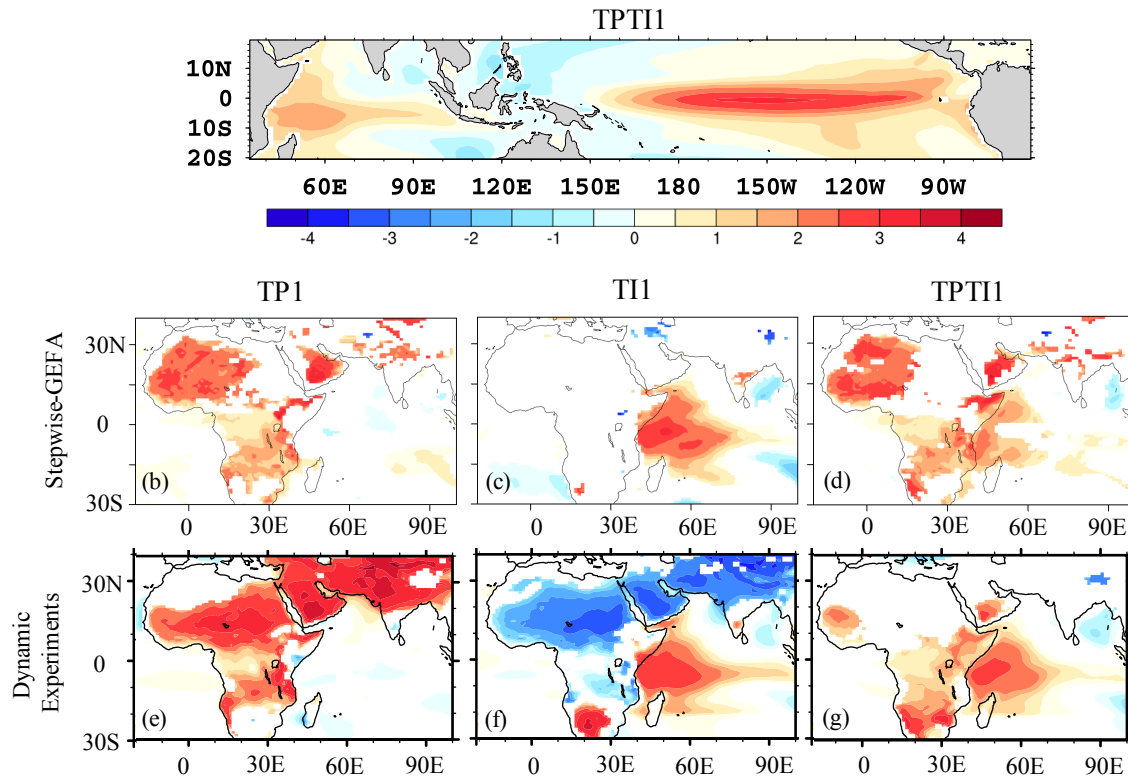 TPTI1
10N
0
10S
20S
60E 90E 120E 150E 180 150W 120W 90W
-4 -3 -2 -1 0 1 2 3 4
TP1 TI1 TPTI1
Stepwise-GEFA
30N
0
30S
(b) (c) (d)
0 30E 60E 90E 0 30E 60E 90E 0 30E 60E 90E
Dynamic
Experiments
30N
0
30S
(e) (f) (g)
0 30E 60E 90E 0 30E 60E 90E 0 30E 60E 90E